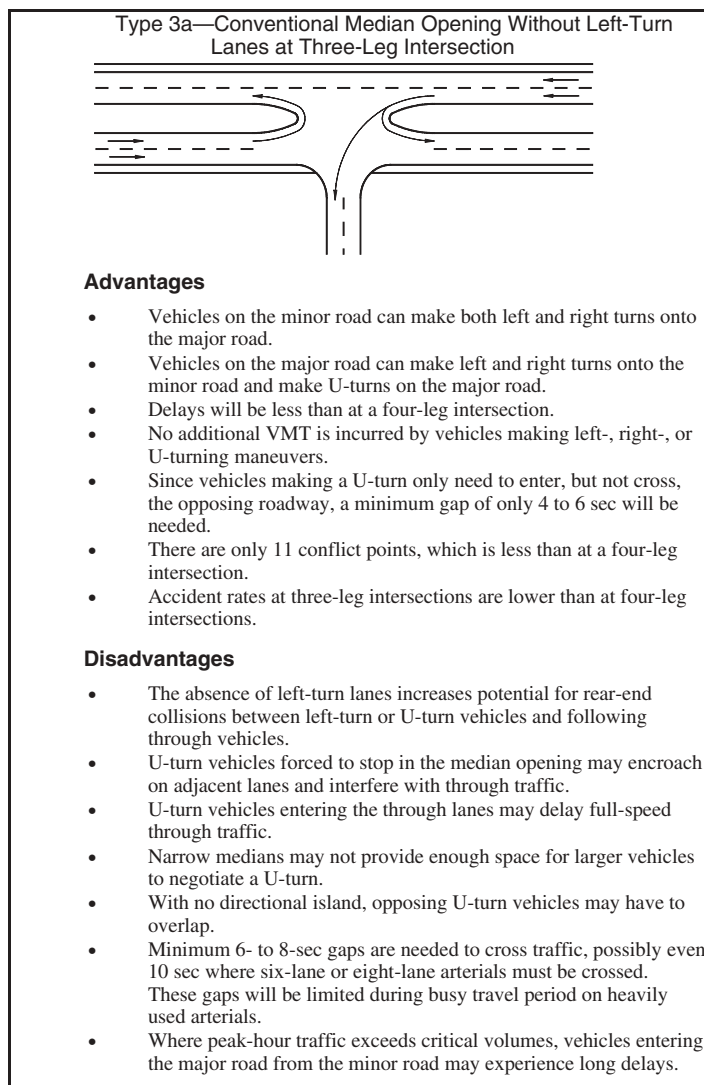 Type 3a—Conventional Median Opening Without Left-Turn
Lanes at Three-Leg Intersection
Advantages
• Vehicles on the minor road can make both left and right turns onto
the major road.
• Vehicles on the major road can make left and right turns onto the
minor road and make U-turns on the major road.
• Delays will be less than at a four-leg intersection.
• No additional VMT is incurred by vehicles making left-, right-, or
U-turning maneuvers.
• Since vehicles making a U-turn only need to enter, but not cross,
the opposing roadway, a minimum gap of only 4 to 6 sec will be
needed.
• There are only 11 conflict points, which is less than at a four-leg
intersection.
• Accident rates at three-leg intersections are lower than at four-leg
intersections.
Disadvantages
• The absence of left-turn lanes increases potential for rear-end
collisions between left-turn or U-turn vehicles and following
through vehicles.
• U-turn vehicles forced to stop in the median opening may encroach
on adjacent lanes and interfere with through traffic.
• U-turn vehicles entering the through lanes may delay full-speed
through traffic.
• Narrow medians may not provide enough space for larger vehicles
to negotiate a U-turn.
• With no directional island, opposing U-turn vehicles may have to
overlap.
• Minimum 6- to 8-sec gaps are needed to cross traffic, possibly even
10 sec where six-lane or eight-lane arterials must be crossed.
These gaps will be limited during busy travel period on heavily
used arterials.
• Where peak-hour traffic exceeds critical volumes, vehicles entering
the major road from the minor road may experience long delays.